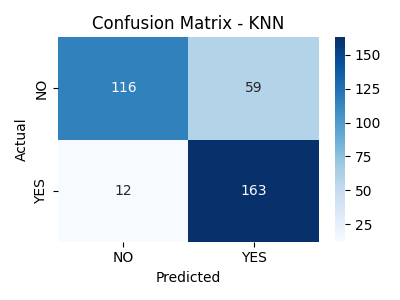 Confusion Matrix - KNN
Actual
NO
116
59
YES
12
163
NO
YES
Predicted
150
125
100
75
50
25